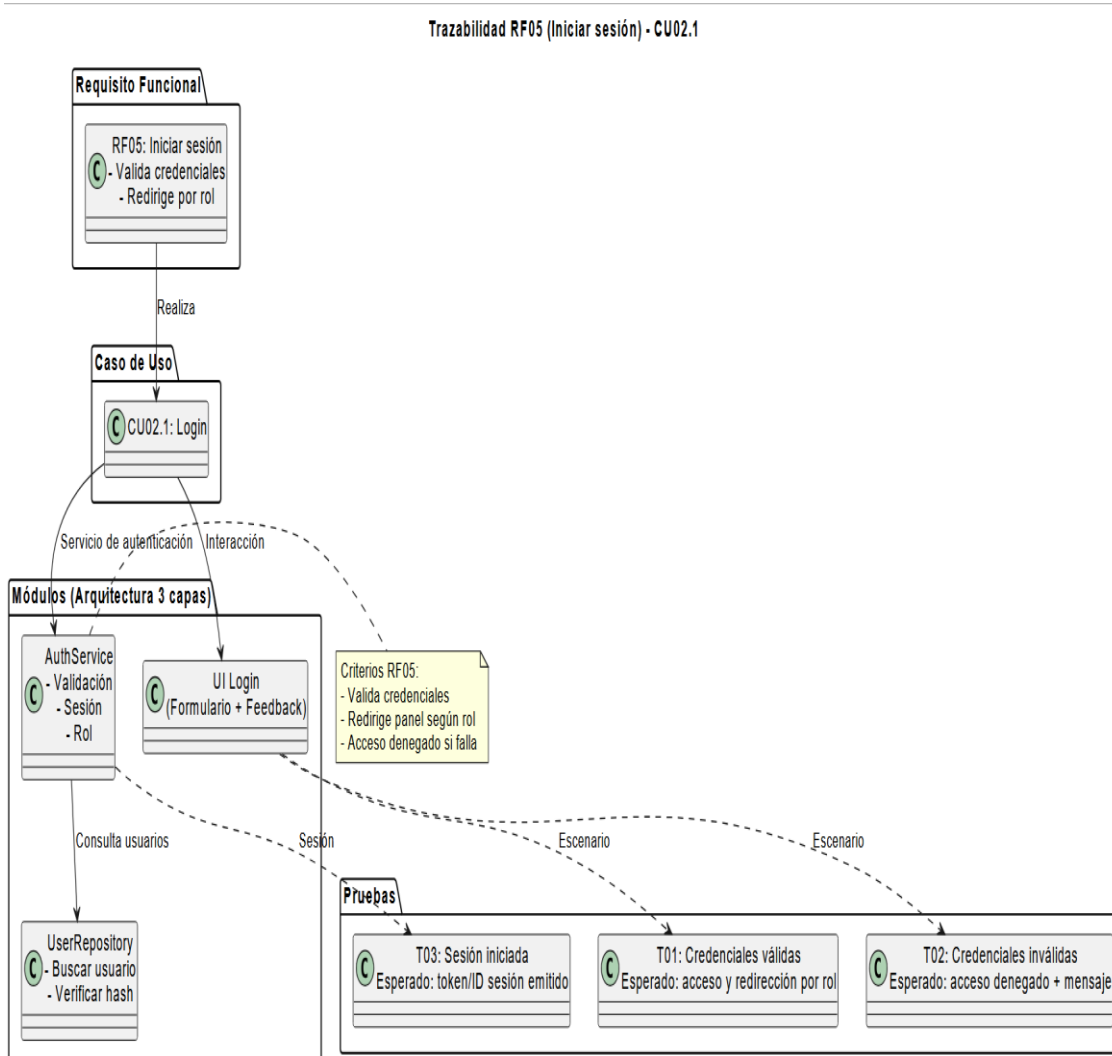 Trazabilidad RF05 (Iniciar sesión) - CU02.1
Requisito Funcional
C
RF05: Iniciar sesión
- Valida credenciales
- Redirige por rol
Realiza
Caso de Uso
C
CU02.1: Login
Servicio de autenticación
Interacción
Módulos (Arquitectura 3 capas)
C
AuthService
- Validación
- Sesión
- Rol
C
UI Login
(Formulario + Feedback)
Criterios RF05:
- Valida credenciales
- Redirige panel según rol
- Acceso denegado si falla
Consulta usuarios
Sesión
Escenario
Escenario
C
UserRepository
- Buscar usuario
- Verificar hash
Pruebas
C
T03: Sesión iniciada
Esperado: token/ID sesión emitido
C
T01: Credenciales válidas
Esperado: acceso y redirección por rol
C
T02: Credenciales inválidas
Esperado: acceso denegado + mensaje